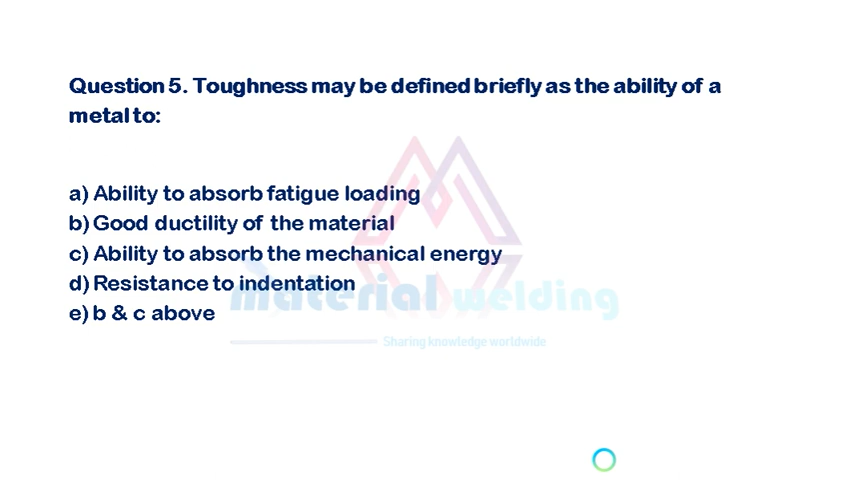 Question 5. Toughness may be defined briefly as the ability of a
metal to:
a) Ability to absorb fatigue loading
b) Good ductility of the material
c) Ability to absorb the mechanical energy
d) Resistance to indentation
e) b & c above
material welding
Sharing knowledge worldwide